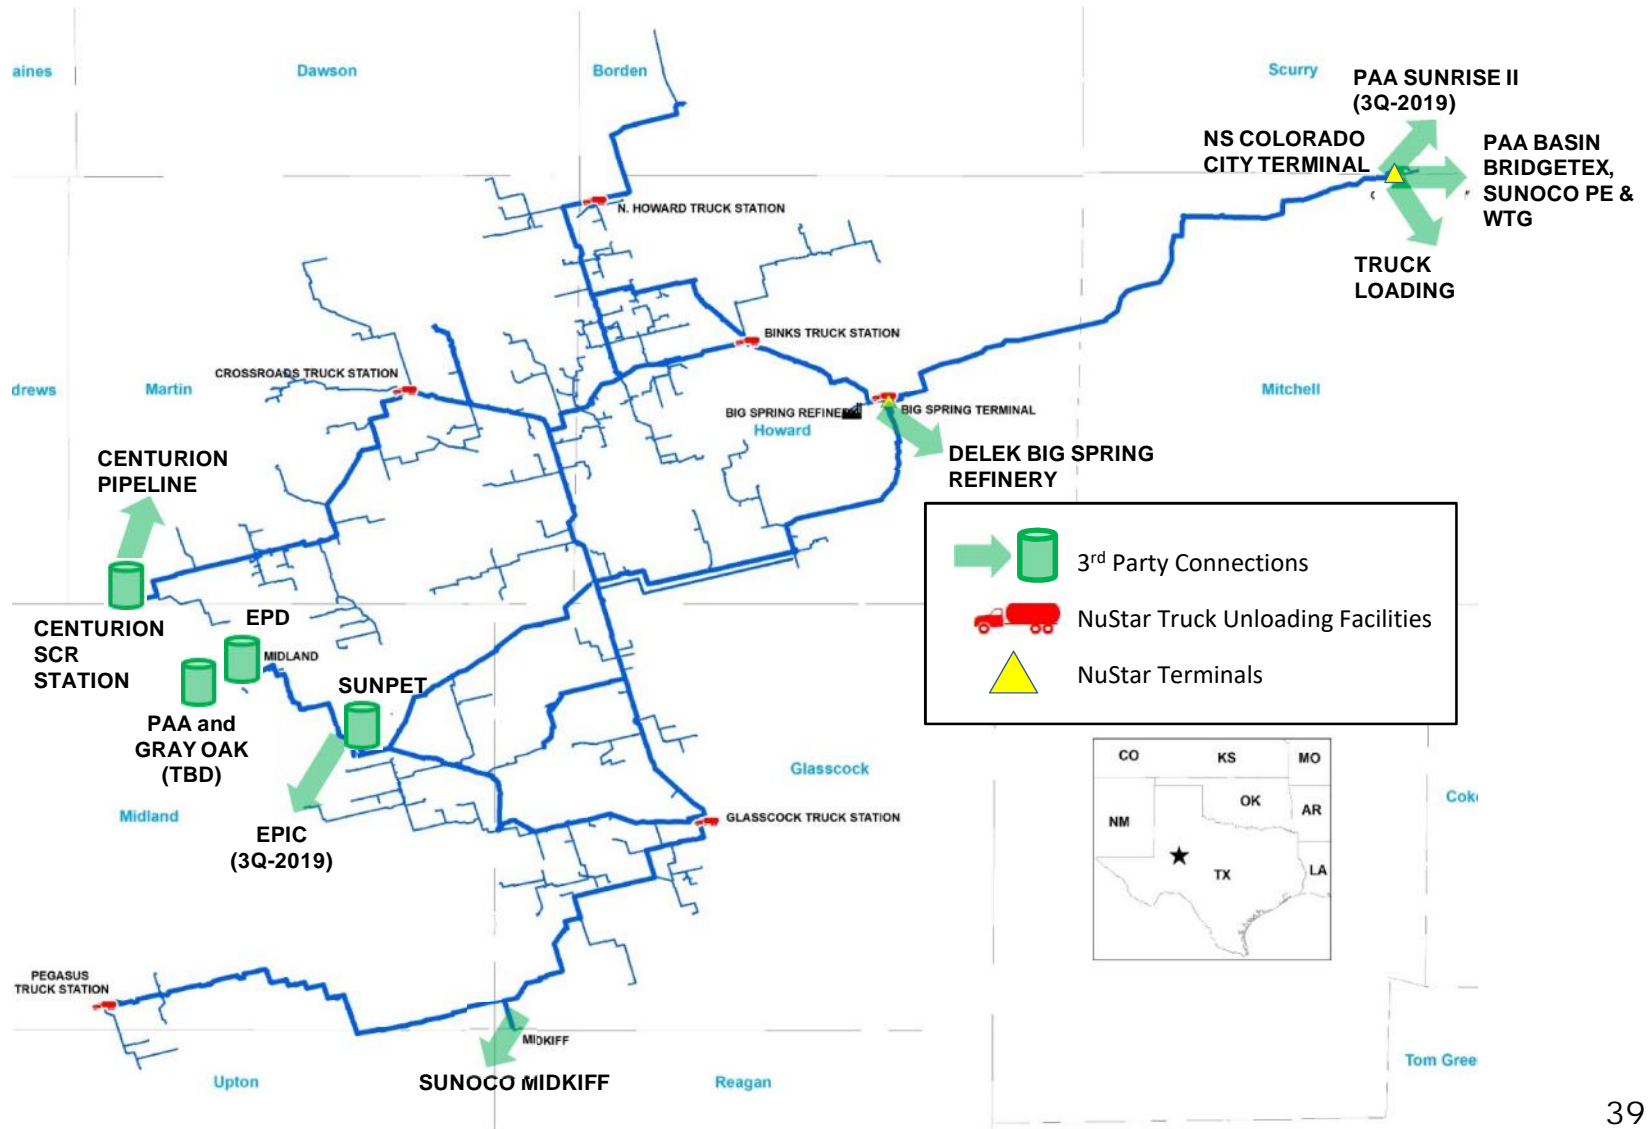 aines
Dawson
Borden
Scurry
PAA SUNRISE II
(3Q-2019)
NS COLORADO
CITY TERMINAL
PAA BASIN
BRIDGETEX,
SUNOCO PE &
WTG
N. HOWARD TRUCK STATION
TRUCK
LOADING
BINKS TRUCK STATION
CROSSROADS TRUCK STATION
drews
Martin
Mitchell
BIG SPRING REFINERY
BIG SPRING TERMINAL
Howard
CENTURION
PIPELINE
DELEK BIG SPRING
REFINERY
3rd Party Connections
NuStar Truck Unloading Facilities
NuStar Terminals
CENTURION
SCR
STATION
EPD
MIDLAND
SUNPET
PAA and
GRAY OAK
(TBD)
Midland
EPIC
(3Q-2019)
Glasscock
GLASSCOCK TRUCK STATION
CO
KS
MO
OK
AR
NM
TX
LA
Coke
PEGASUS
TRUCK STATION
MIDKIFF
SUNOCO MIDKIFF
Upton
Reagan
Tom Gree
39